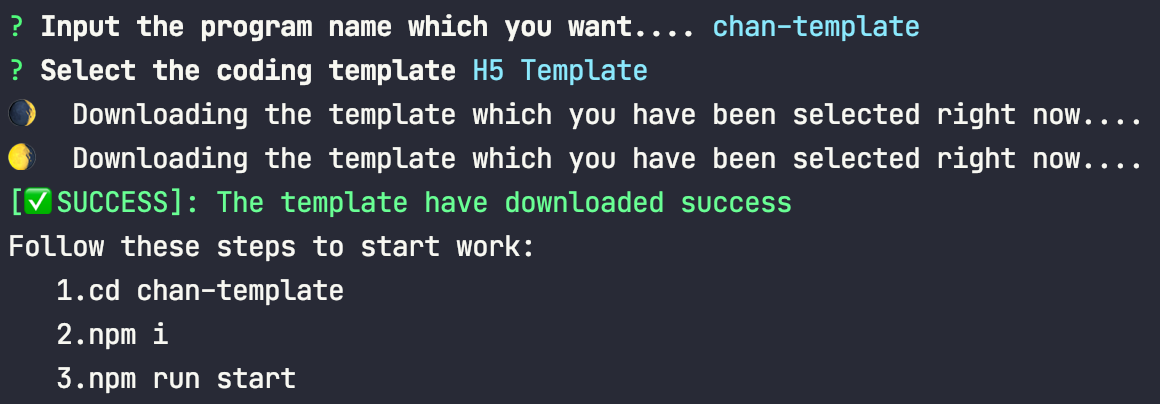 ? Input the program name which you want.... chan-template
? Select the coding template H5 Template
🌒 Downloading the template which you have been selected right now....
🌔 Downloading the template which you have been selected right now....
[✅SUCCESS]: The template have downloaded success
Follow these steps to start work:
1.cd chan-template
2.npm i
3.npm run start